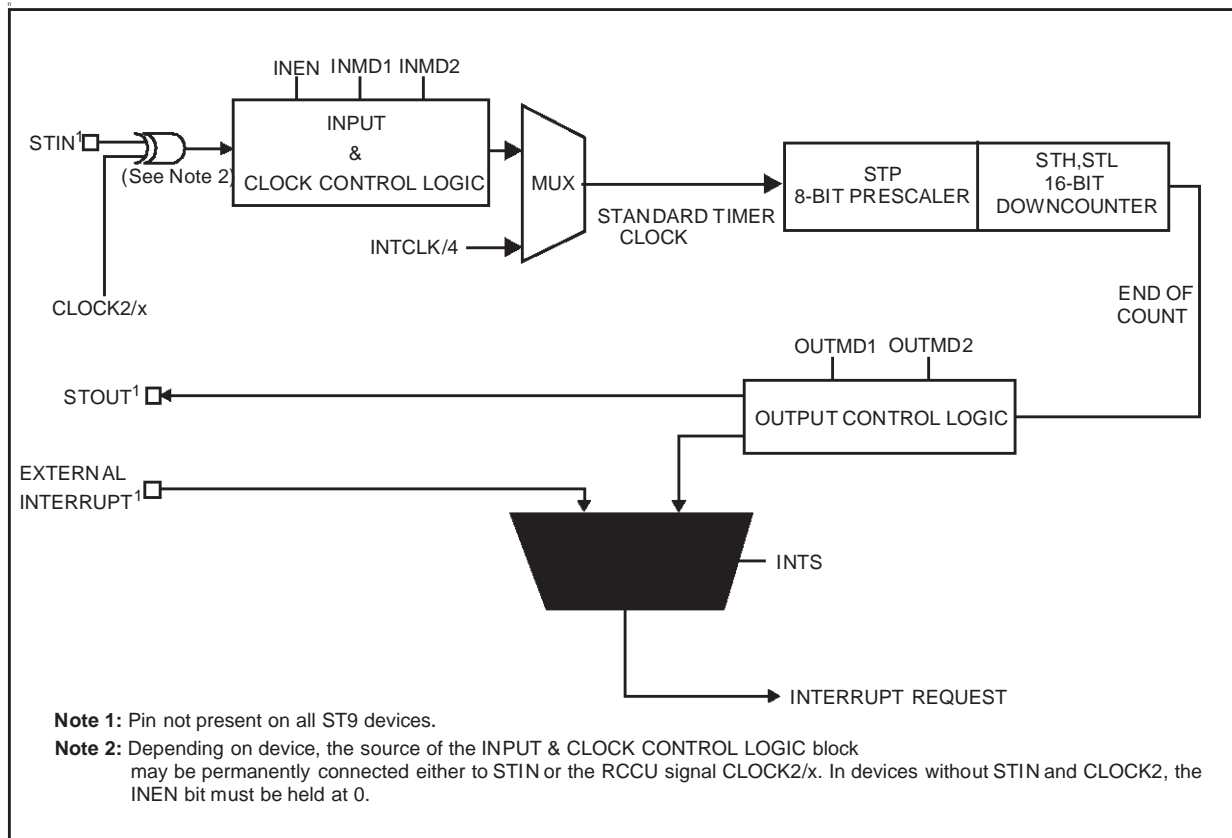 INEN INMD1 INMD2
STIN1
(See Note 2)
INPUT
&
CLOCK CONTROL LOGIC
MUX
INTCLK/4
CLOCK2/x
STANDARD TIMER
CLOCK
STP
8-BIT PRESCALER
STH,STL
16-BIT
DOWNCOUNTER
END OF
COUNT
OUTMD1 OUTMD2
OUTPUT CONTROL LOGIC
STOUT1
EXTERNAL
INTERRUPT1
INTS
INTERRUPT REQUEST
Note 1: Pin not present on all ST9 devices.
Note 2: Depending on device, the source of the INPUT & CLOCK CONTROL LOGIC block
may be permanently connected either to STIN or the RCCU signal CLOCK2/x. In devices without STIN and CLOCK2, the
INEN bit must be held at 0.